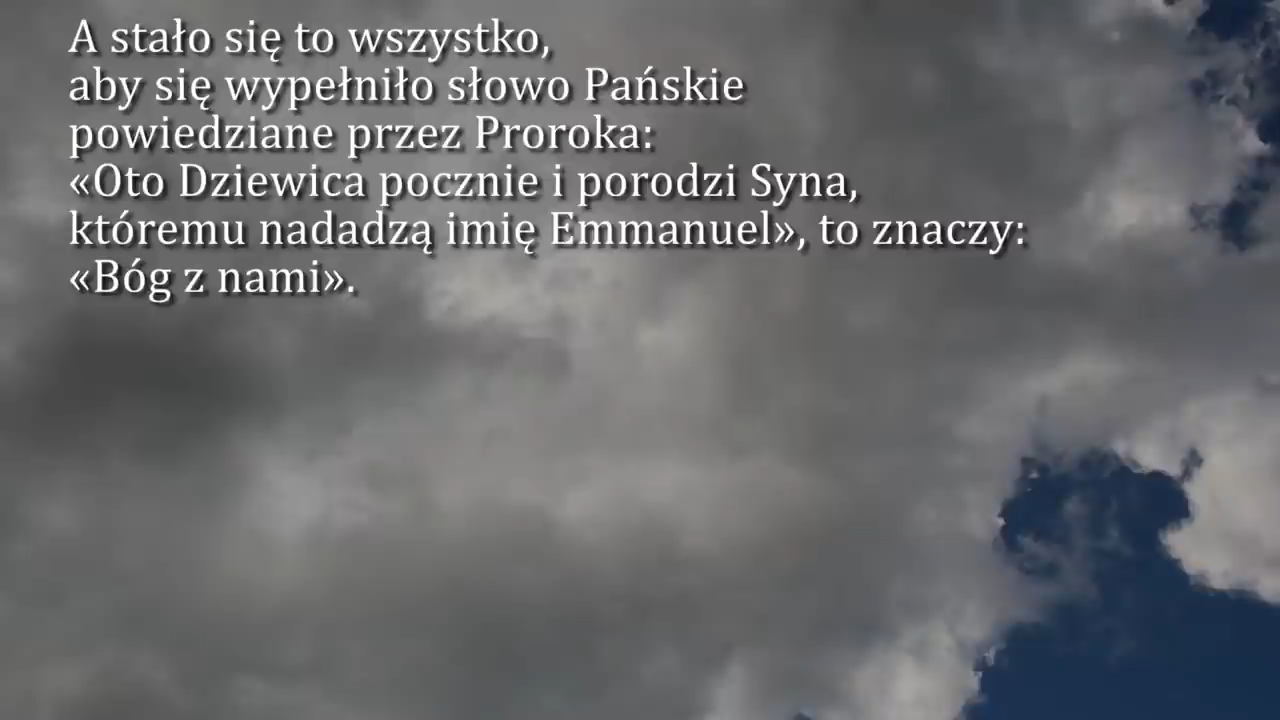 A stało się to wszystko,
aby się wypełniło słowo Pańskie
powiedziane przez Proroka:
«Oto Dziewica pocznie i porodzi Syna,
któremu nadadzą imię Emmanuel», to znaczy:
«Bóg z nami».